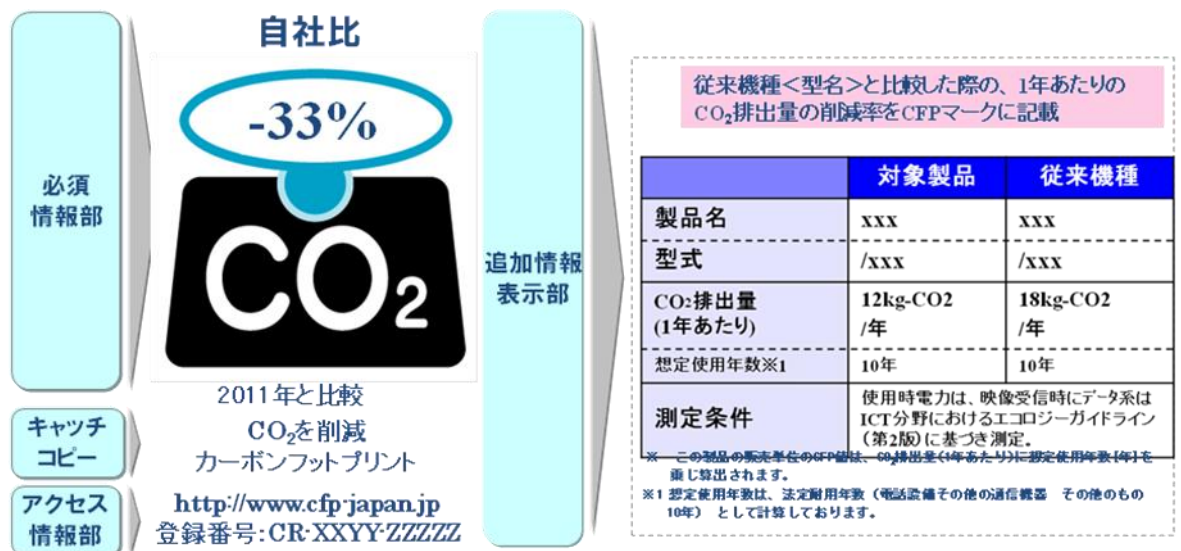 必須
情報部
自社比
-33%
CO2
2011年と比較
キャッチ
コピー
CO₂を削減
カーボンフットプリント
アクセス
情報部
http://www.cfp-japan.jp
登録番号:CR-XXYY-ZZZZZ
追加情報
表示部
従来機種<型名>と比較した際の、1年あたりの
CO₂排出量の削減率をCFPマークに記載
対象製品 従来機種
製品名 xxx xxx
型式 /xxx /xxx
CO₂排出量 12kg-CO2 18kg-CO2
(1年あたり) /年 /年
想定使用年数※1 10年 10年
測定条件
使用時電力は、映像受信時にデータ系は
ICT分野におけるエコロジーガイドライン
(第2版)に基づき測定。
※ この製品の販売単位のCFP値は、CO₂排出量(1年あたり)に想定使用年数[年]を
乗じ算出されます。
※1 想定使用年数は、法定耐用年数(電話設備その他の通信機器 その他のもの
10年) として計算しております。